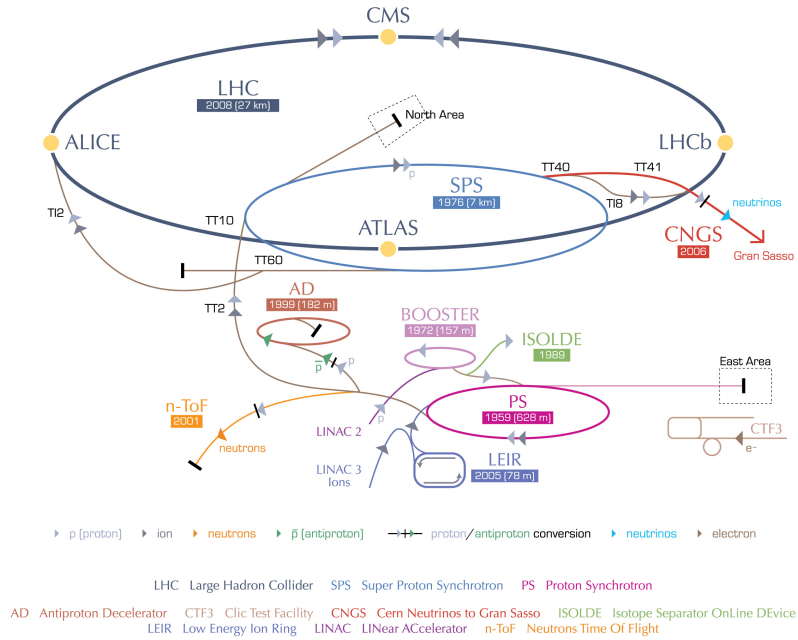 CMS
LHC
2008 (27 km)
North Area
ALICE
LHCb
TT40
TT41
SPS
1976 (7 km)
p
TI8
neutrinos
TI2
TT10
ATLAS
CNGS
2006
Gran Sasso
TT60
AD
1999 (182 m)
TT2
BOOSTER
1972 (157 m)
ISOLDE
1989
p
p̅
East Area
n-ToF
2001
PS
1959 (628 m)
LINAC 2
p
neutrons
CTF3
e-
LEIR
2005 (78 m)
LINAC 3
Ions
p (proton) ion neutrons p̅ (antiproton) proton/antiproton conversion neutrinos electron
LHC Large Hadron Collider SPS Super Proton Synchrotron PS Proton Synchrotron
AD Antiproton Decelerator CTF3 Clic Test Facility CNGS Cern Neutrinos to Gran Sasso ISOLDE Isotope Separator OnLine DEvice
LEIR Low Energy Ion Ring LINAC LINear ACcelerator n-ToF Neutrons Time Of Flight